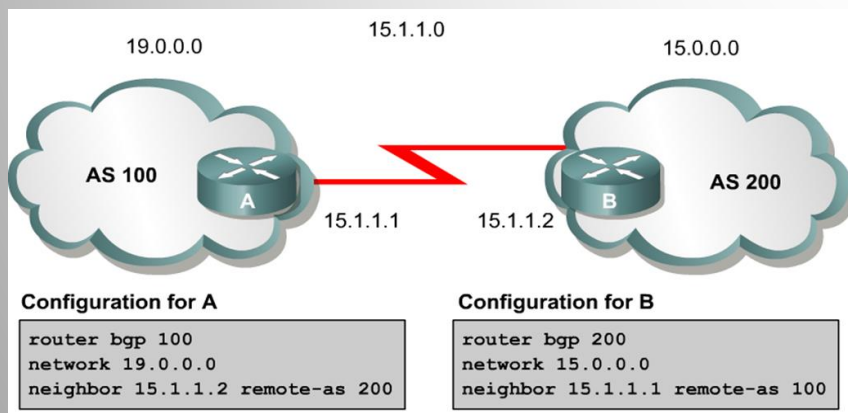 15.1.1.0
19.0.0.0
15.0.0.0
AS 100
A
B
AS 200
15.1.1.1
15.1.1.2
Configuration for A
router bgp 100
network 19.0.0.0
neighbor 15.1.1.2 remote-as 200
Configuration for B
router bgp 200
network 15.0.0.0
neighbor 15.1.1.1 remote-as 100